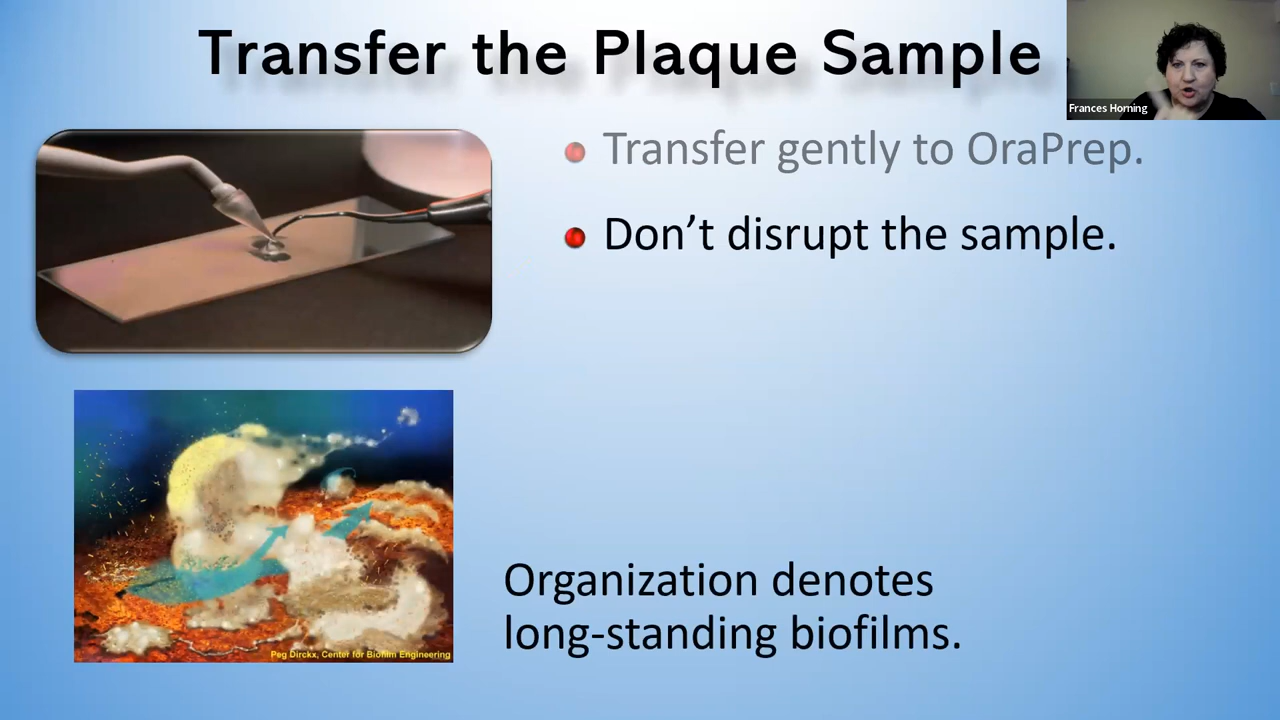 Transfer the Plaque Sample
Frances Horning
Transfer gently to OraPrep.
Don’t disrupt the sample.
Peg Dirckx, Center for Biofilm Engineering
Organization denotes
long-standing biofilms.